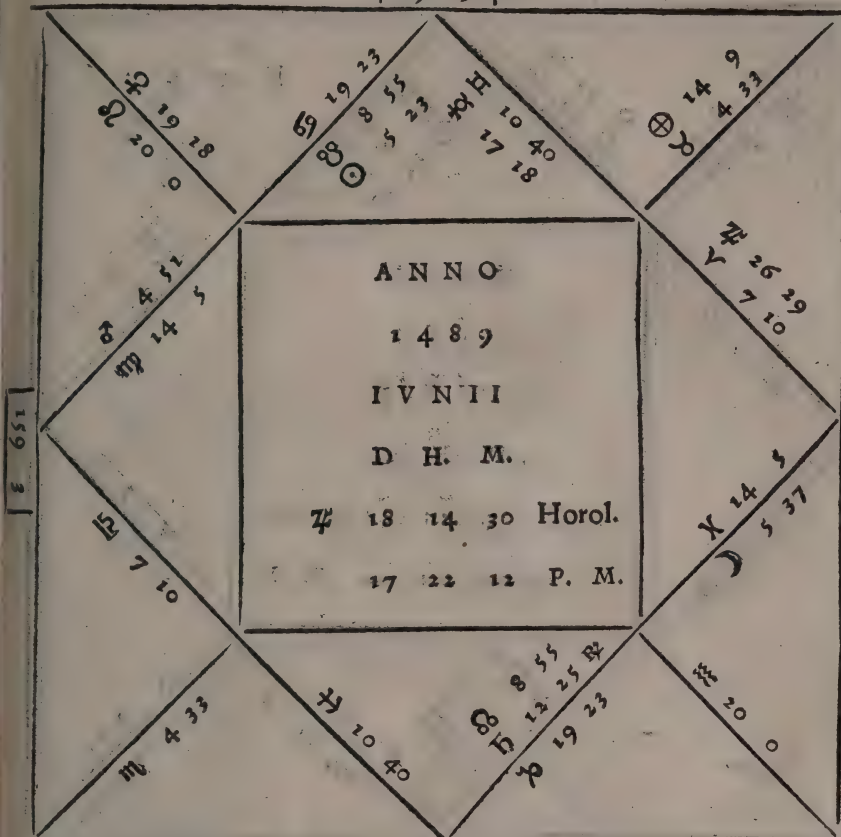 ♀ 19 18
♌ 20 0
♋ 19 23
☋ 8 55
☉ 5 23
♊ 10 40
☿ 17 18
⊗ 14 9
♉ 4 33
♃ 26 29
♈ 7 10
♂ 4 52
♍ 14 5
ANNO
1489
IVNII
D H. M.
♃ 18 14 30 Horol.
17 22 12 P. M.
♓ 14 5
☽ 5 37
♎ 7 10
♏ 4 33
♐ 10 40
☊ 8 55
♄ 12 25 ℞
♑ 19 23
♒ 20 0